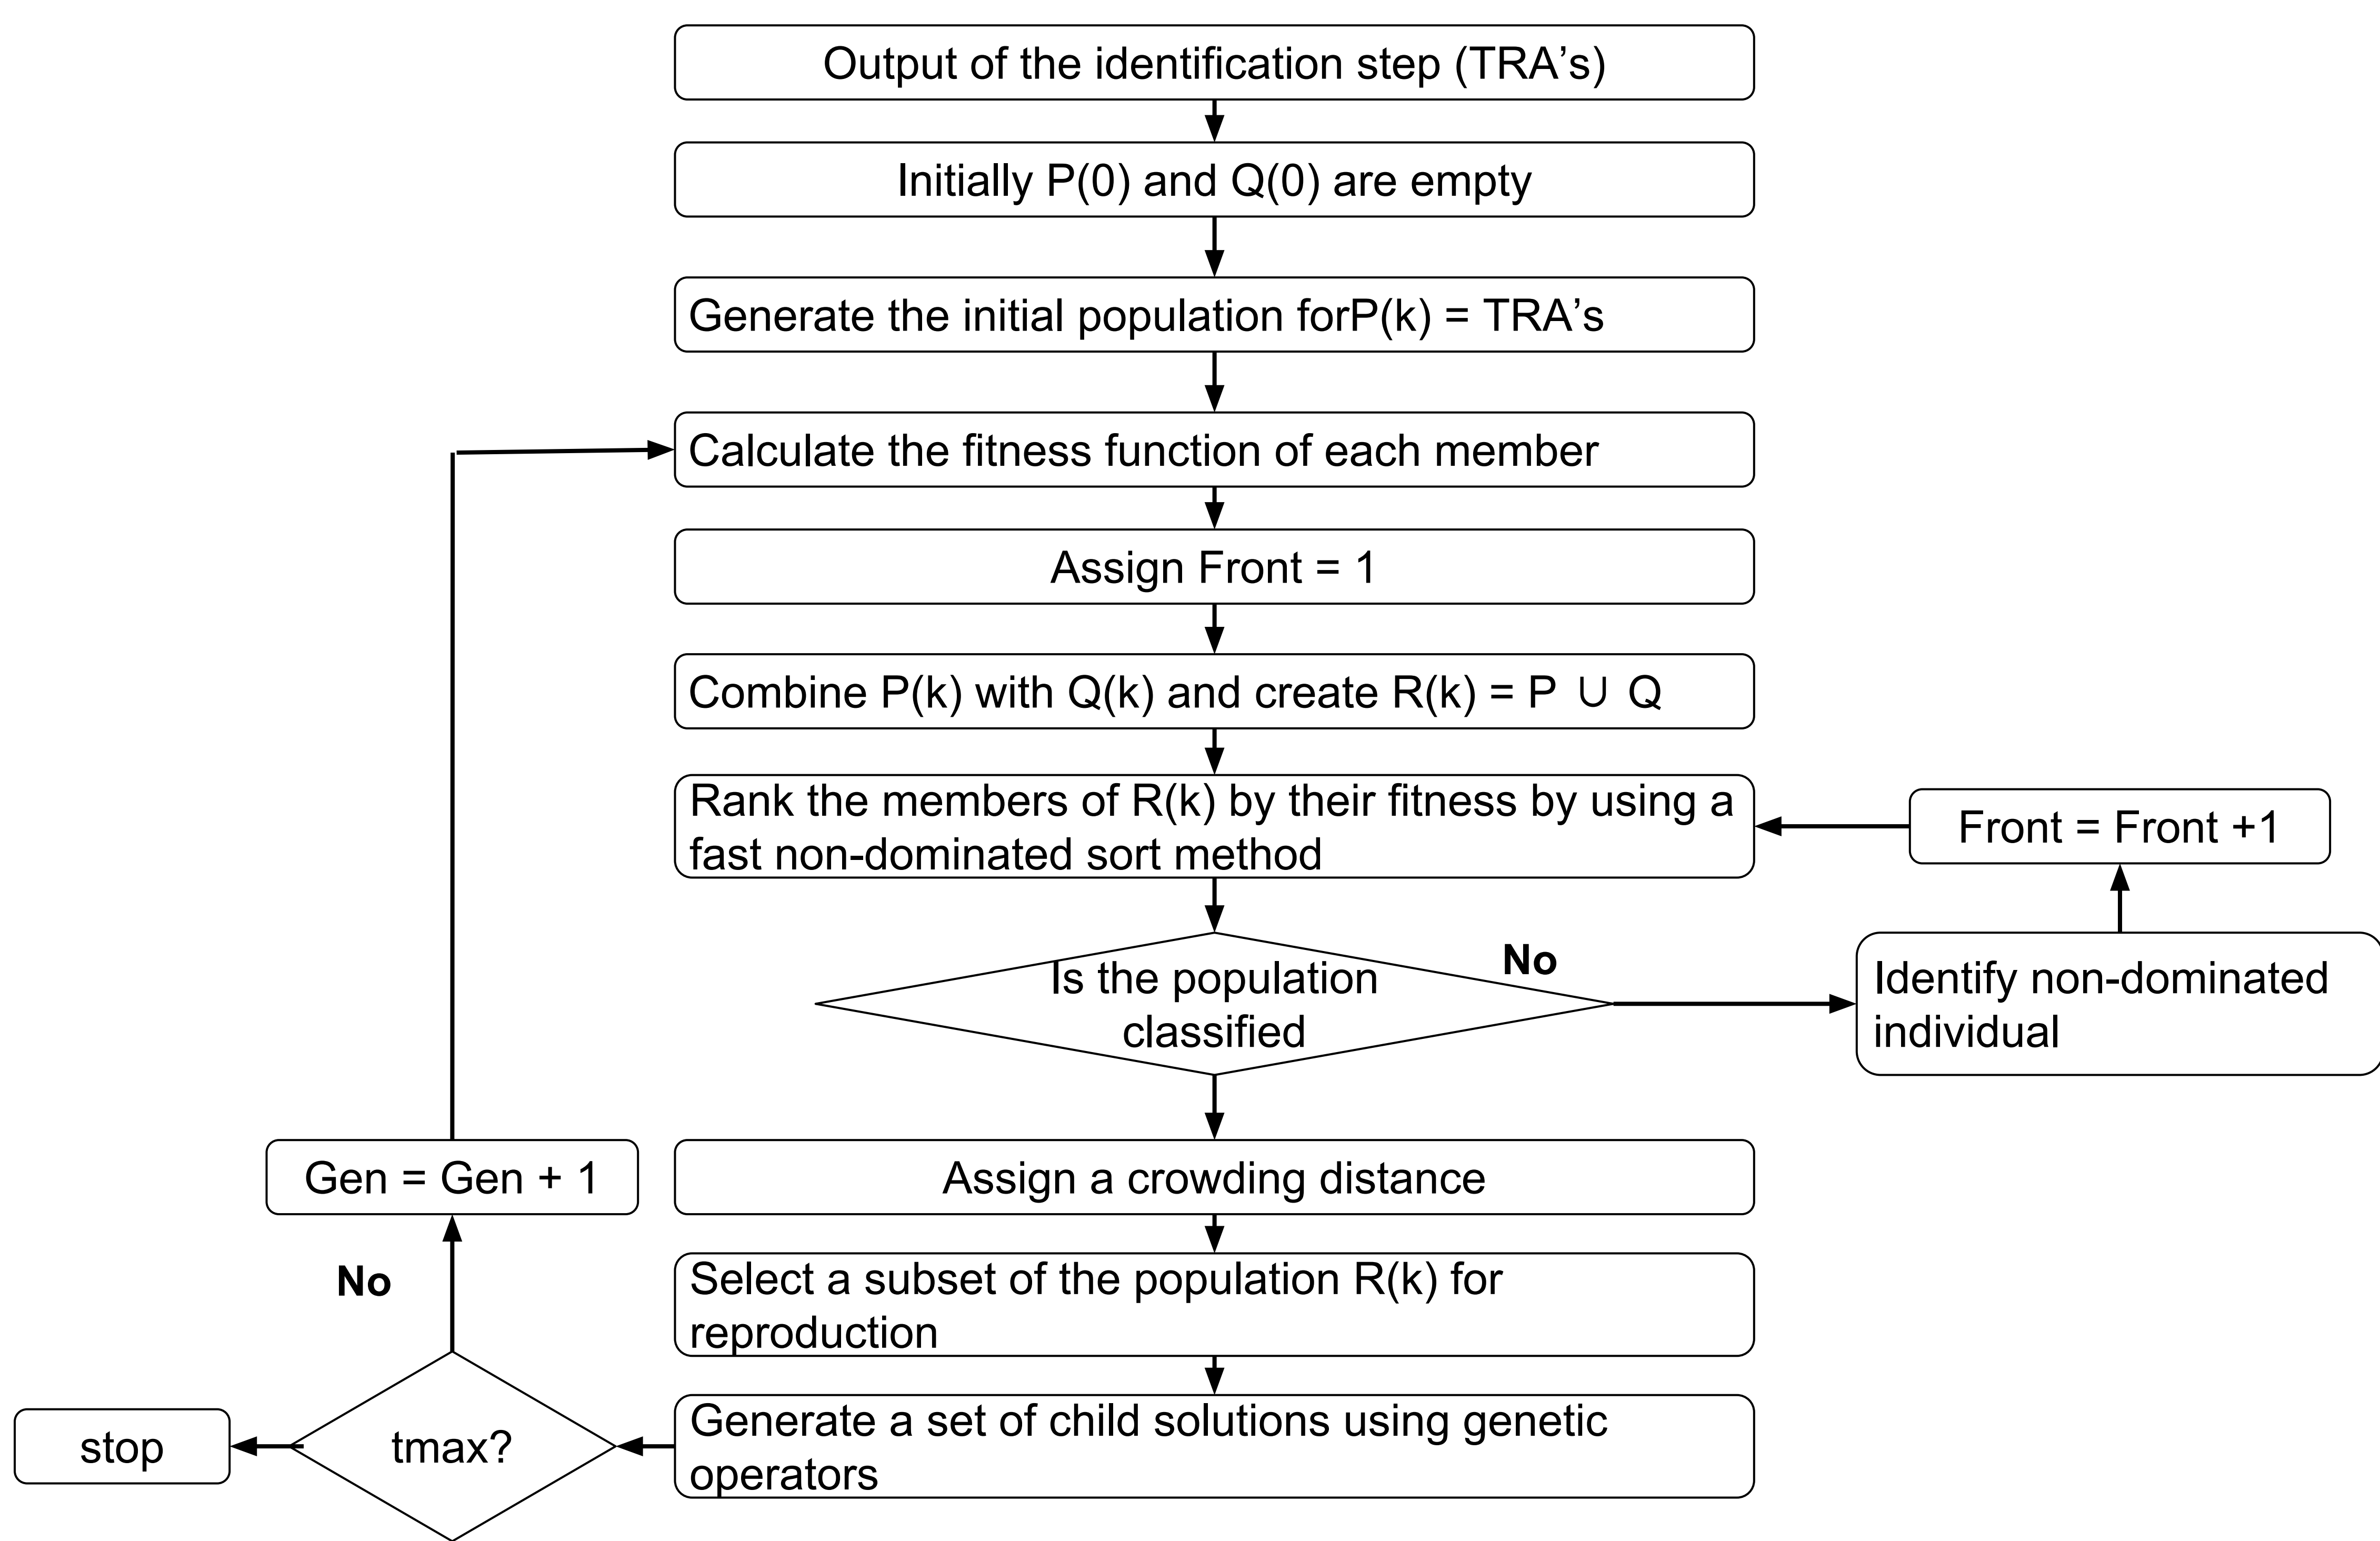 Output of the identification step (TRA's)
Initially P(0) and Q(0) are empty
Generate the initial population forP(k) = TRA's
Calculate the fitness function of each member
Assign Front = 1
Combine P(k) with Q(k) and create R(k) = P ∪ Q
Rank the members of R(k) by their fitness by using a
fast non-dominated sort method
Front = Front +1
Is the population
classified
No
Identify non-dominated
individual
Gen = Gen + 1
Assign a crowding distance
No
Select a subset of the population R(k) for
reproduction
Generate a set of child solutions using genetic
operators
tmax?
stop